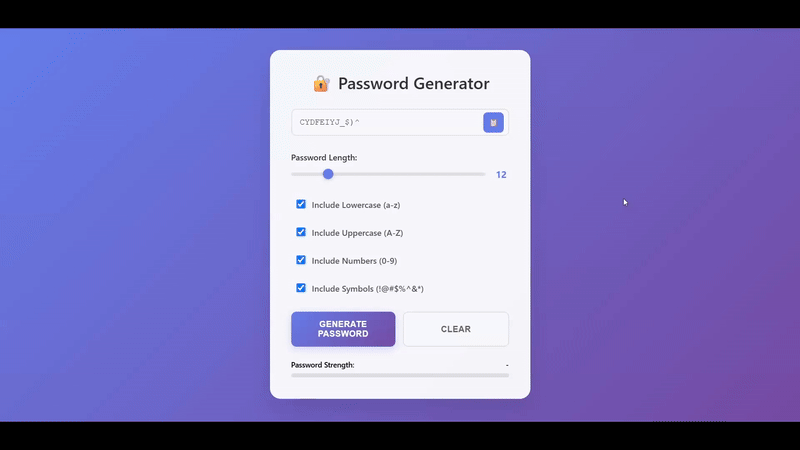 Password Generator
CYDFEIYJ_$}^
Password Length:
12
Include Lowercase (a-z)
Include Uppercase (A-Z)
Include Numbers (0-9)
Include Symbols (!@#$%^&*)
GENERATE
PASSWORD
CLEAR
Password Strength:
-